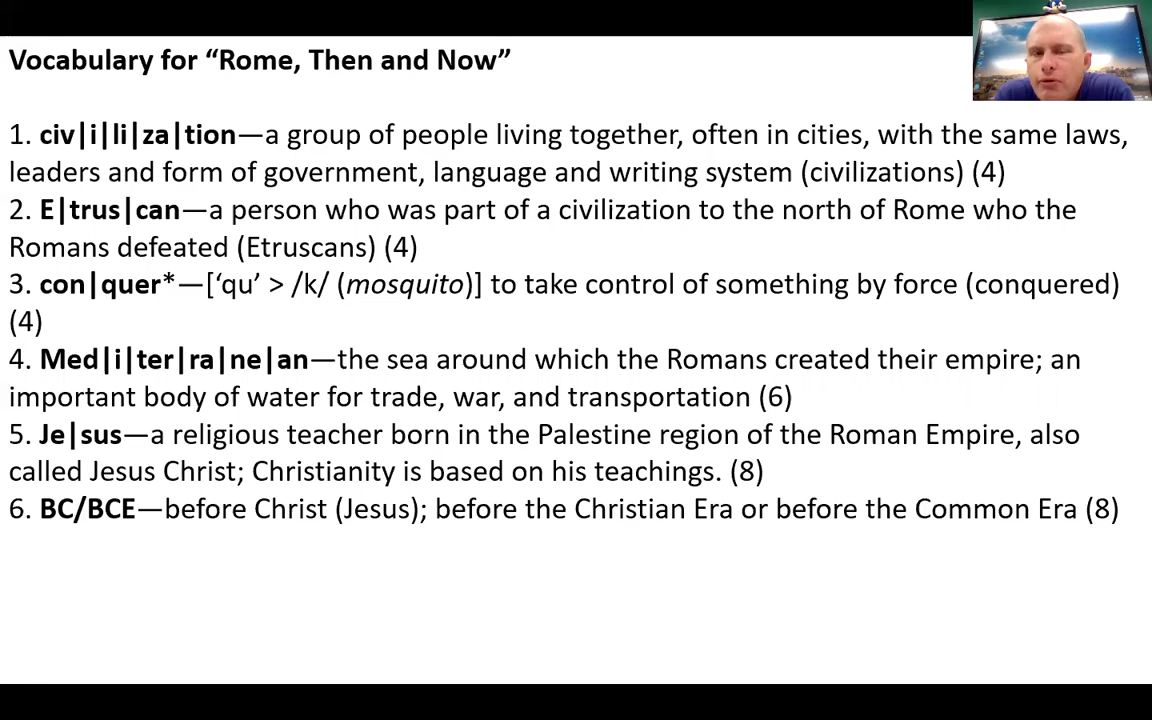 Vocabulary for “Rome, Then and Now”
1. civ|i|li|za|tion—a group of people living together, often in cities, with the same laws,
leaders and form of government, language and writing system (civilizations) (4)
2. E|trus|can—a person who was part of a civilization to the north of Rome who the
Romans defeated (Etruscans) (4)
3. con|quer*—[‘qu’ > /k/ (mosquito)] to take control of something by force (conquered)
(4)
4. Med|i|ter|ra|ne|an—the sea around which the Romans created their empire; an
important body of water for trade, war, and transportation (6)
5. Je|sus—a religious teacher born in the Palestine region of the Roman Empire, also
called Jesus Christ; Christianity is based on his teachings. (8)
6. BC/BCE—before Christ (Jesus); before the Christian Era or before the Common Era (8)